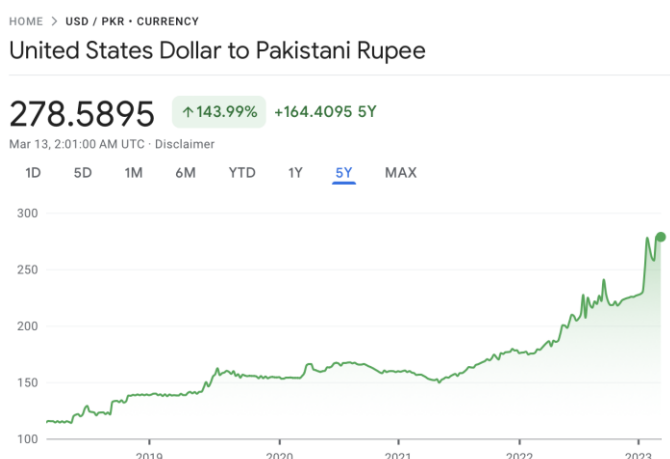 HOME > USD / PKR • CURRENCY
United States Dollar to Pakistani Rupee
278.5895 ↑143.99% +164.4095 5Y
Mar 13, 2:01:00 AM UTC · Disclaimer
1D 5D 1M 6M YTD 1Y 5Y MAX
300
250
200
150
100
2019 2020 2021 2022 2023